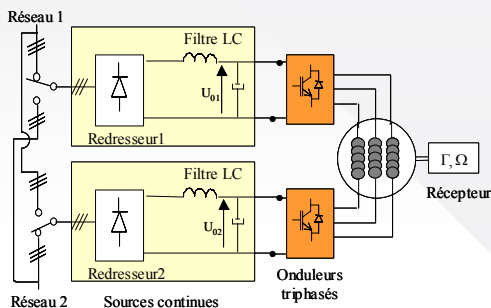 Réseau 1
Filtre LC
U01
Redresseur1
Γ, Ω
Récepteur
Filtre LC
U02
Redresseur2
Onduleurs
triphasés
Réseau 2
Sources continues